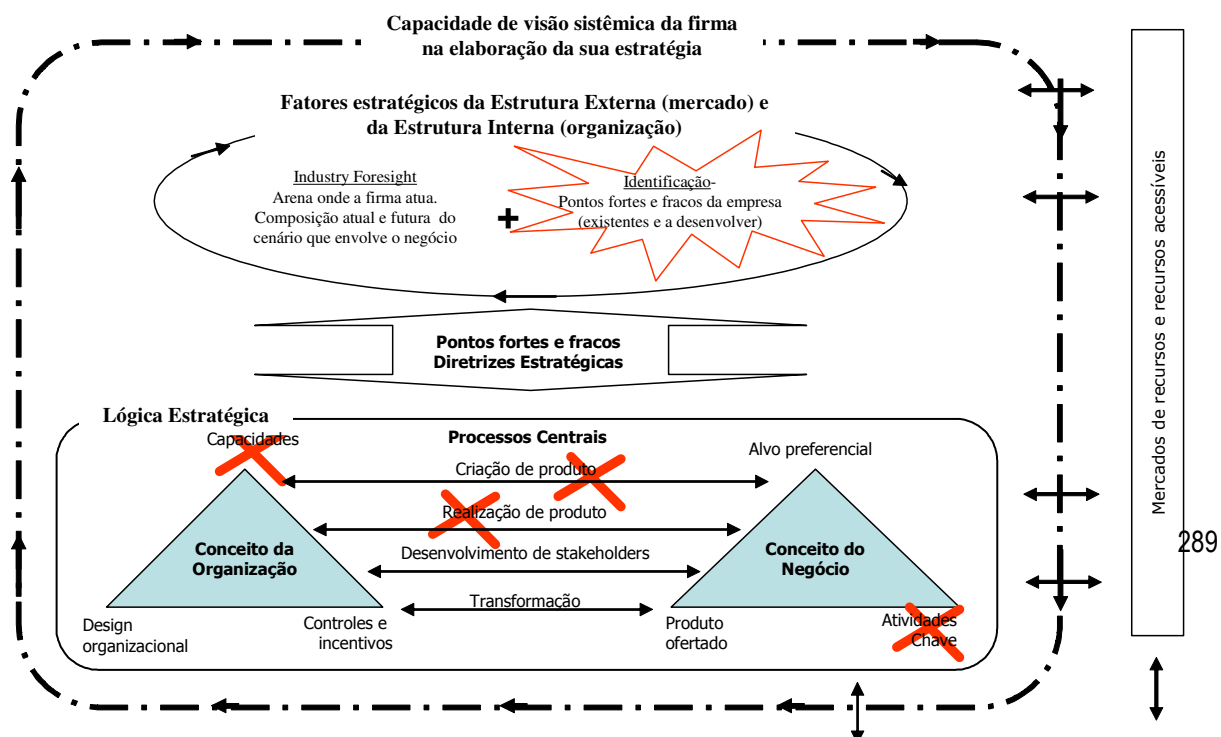 Capacidade de visão sistêmica da firma
na elaboração da sua estratégia
Fatores estratégicos da Estrutura Externa (mercado) e
da Estrutura Interna (organização)
Industry Foresight
Arena onde a firma atua.
Composição atual e futura do
cenário que envolve o negócio
+
Identificação-
Pontos fortes e fracos da empresa
(existentes e a desenvolver)
Pontos fortes e fracos
Diretrizes Estratégicas
Lógica Estratégica
Capacidades
Processos Centrais
Alvo preferencial
Criação de produto
Realização de produto
Desenvolvimento de stakeholders
Transformação
Conceito da
Organização
Conceito do
Negócio
Design
organizacional
Controles e
incentivos
Produto
ofertado
Atividades
Chave
Mercados de recursos e recursos acessíveis
289